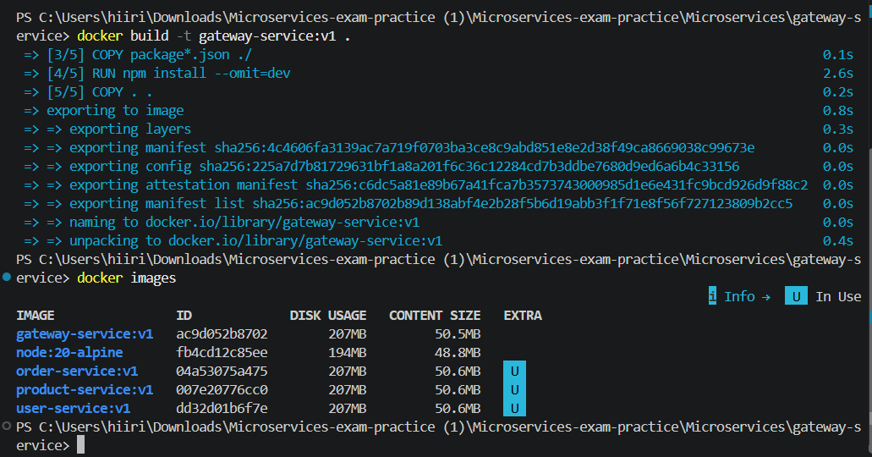 PS C:\Users\hiiri\Downloads\Microservices-exam-practice (1)\Microservices-exam-practice\Microservices\gateway-s
ervice> docker build -t gateway-service:v1 .
=> [3/5] COPY package*.json ./ 0.1s
=> [4/5] RUN npm install --omit=dev 2.6s
=> [5/5] COPY . . 0.2s
=> exporting to image 0.8s
=> => exporting layers 0.3s
=> => exporting manifest sha256:4c4606fa3139ac7a719f0703ba3ce8c9abd851e8e2d38f49ca8669038c99673e 0.0s
=> => exporting config sha256:225a7d7b81729631bf1a8a201f6c36c12284cd7b3ddbe7680d9ed6a6b4c33156 0.0s
=> => exporting attestation manifest sha256:c6dc5a81e89b67a41fca7b3573743000985d1e6e431fc9bcd926d9f88c2 0.0s
=> => exporting manifest list sha256:ac9d052b8702b89d138abf4e2b28f5b6d19abb3f1f71e8f56f727123809b2cc5 0.0s
=> => naming to docker.io/library/gateway-service:v1 0.0s
=> => unpacking to docker.io/library/gateway-service:v1 0.4s
PS C:\Users\hiiri\Downloads\Microservices-exam-practice (1)\Microservices-exam-practice\Microservices\gateway-s
ervice> docker images
i Info → U In Use
IMAGE ID DISK USAGE CONTENT SIZE EXTRA
gateway-service:v1 ac9d052b8702 207MB 50.5MB
node:20-alpine fb4cd12c85ee 194MB 48.8MB
order-service:v1 04a53075a475 207MB 50.6MB U
product-service:v1 007e20776cc0 207MB 50.6MB U
user-service:v1 dd32d01b6f7e 207MB 50.6MB U
PS C:\Users\hiiri\Downloads\Microservices-exam-practice (1)\Microservices-exam-practice\Microservices\gateway-s
ervice>